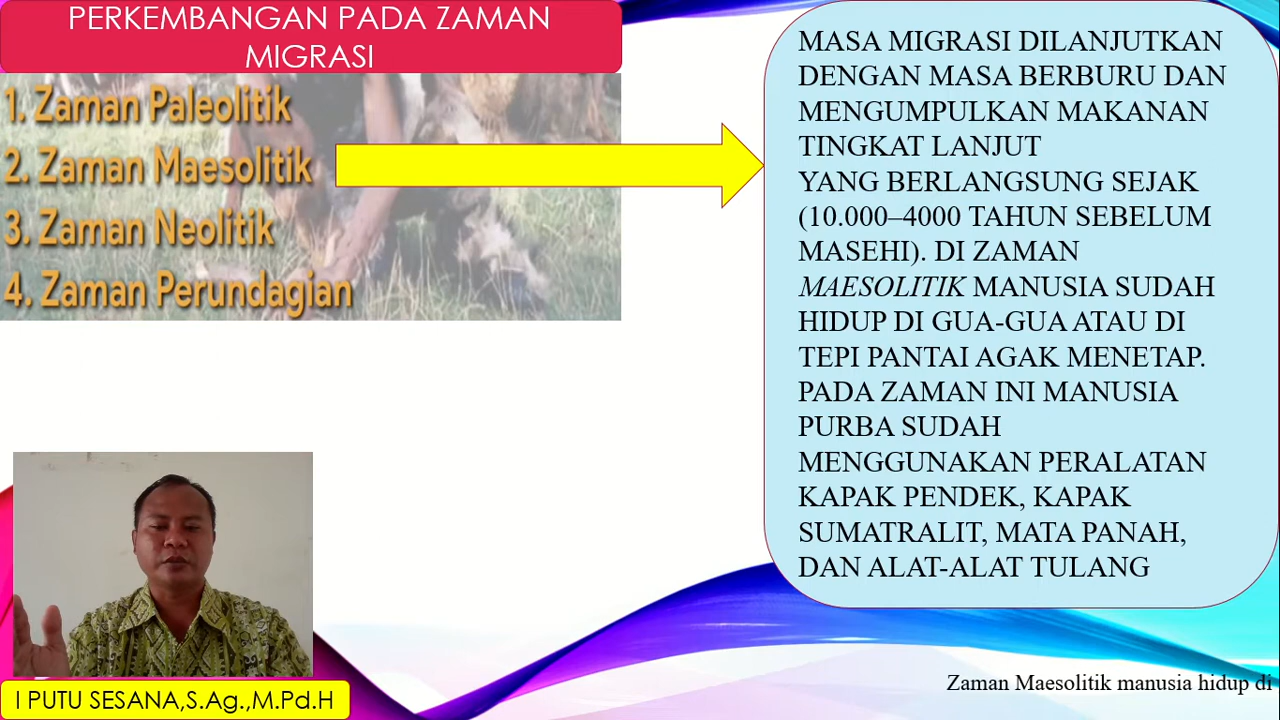 PERKEMBANGAN PADA ZAMAN
MIGRASI
1. Zaman Paleolitik
2. Zaman Maesolitik
3. Zaman Neolitik
4. Zaman Perundagian
MASA MIGRASI DILANJUTKAN
DENGAN MASA BERBURU DAN
MENGUMPULKAN MAKANAN
TINGKAT LANJUT
YANG BERLANGSUNG SEJAK
(10.000–4000 TAHUN SEBELUM
MASEHI). DI ZAMAN
MAESOLITIK MANUSIA SUDAH
HIDUP DI GUA-GUA ATAU DI
TEPI PANTAI AGAK MENETAP.
PADA ZAMAN INI MANUSIA
PURBA SUDAH
MENGGUNAKAN PERALATAN
KAPAK PENDEK, KAPAK
SUMATRALIT, MATA PANAH,
DAN ALAT-ALAT TULANG
I PUTU SESANA,S.Ag.,M.Pd.H
Zaman Maesolitik manusia hidup di